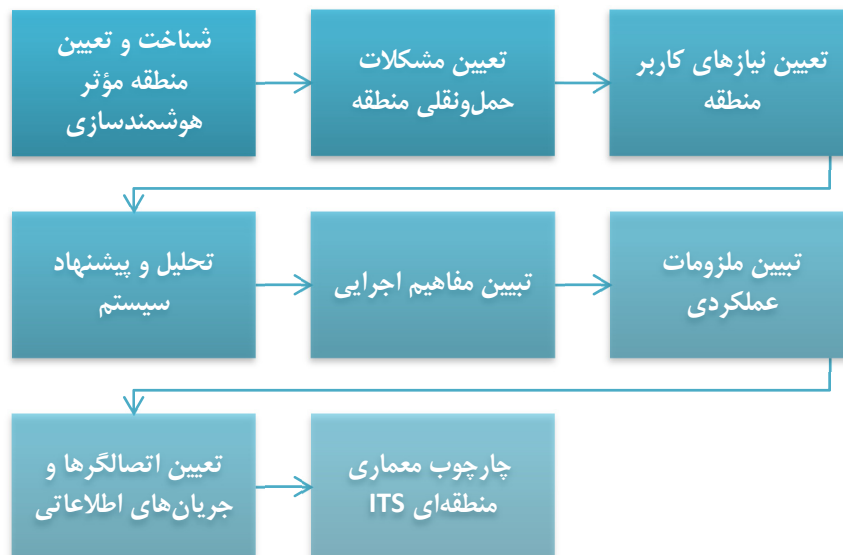 شناخت و تعیین
منطقه مؤثر
هوشمندسازی
تعیین مشکلات
حمل‌ونقلی منطقه
تعیین نیازهای کاربر
منطقه
تحلیل و پیشنهاد
سیستم
تبیین مفاهیم اجرایی
تبیین ملزومات
عملکردی
تعیین اتصالگرها و
جریان‌های اطلاعاتی
چارچوب معماری
منطقه‌ای ITS